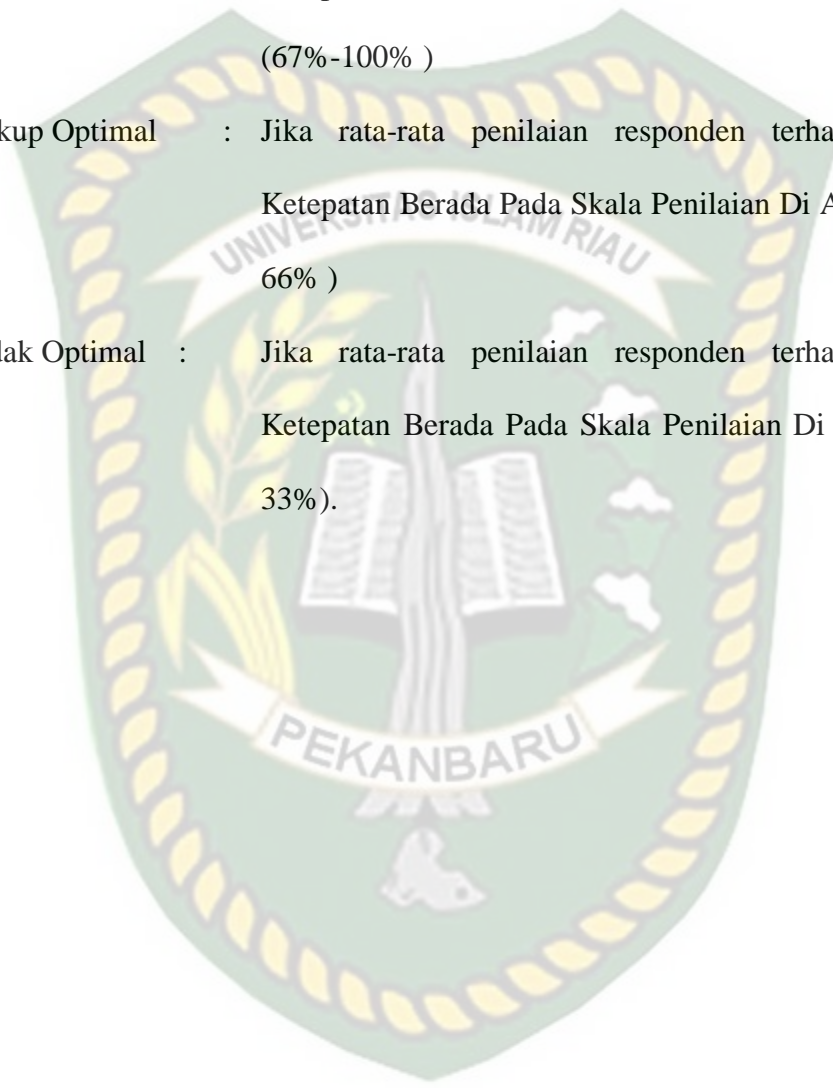 (67%-100% )
kup Optimal : Jika rata-rata penilaian responden terha
Ketepatan Berada Pada Skala Penilaian Di A
66% )
dak Optimal : Jika rata-rata penilaian responden terha
Ketepatan Berada Pada Skala Penilaian Di
33%).
UNIVERSITAS ISLAM RIAU
PEKANBARU